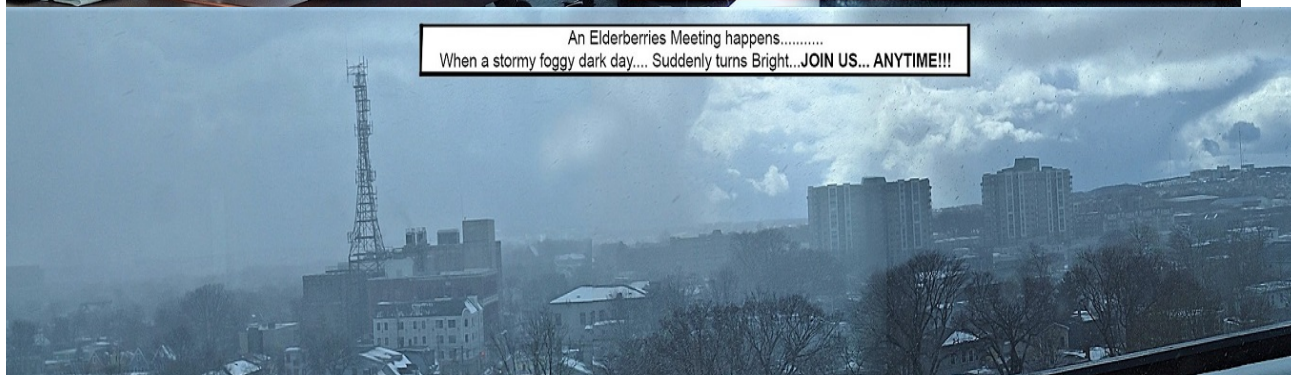 An Elderberries Meeting happens...........
When a stormy foggy dark day.... Suddenly turns Bright...JOIN US... ANYTIME!!!